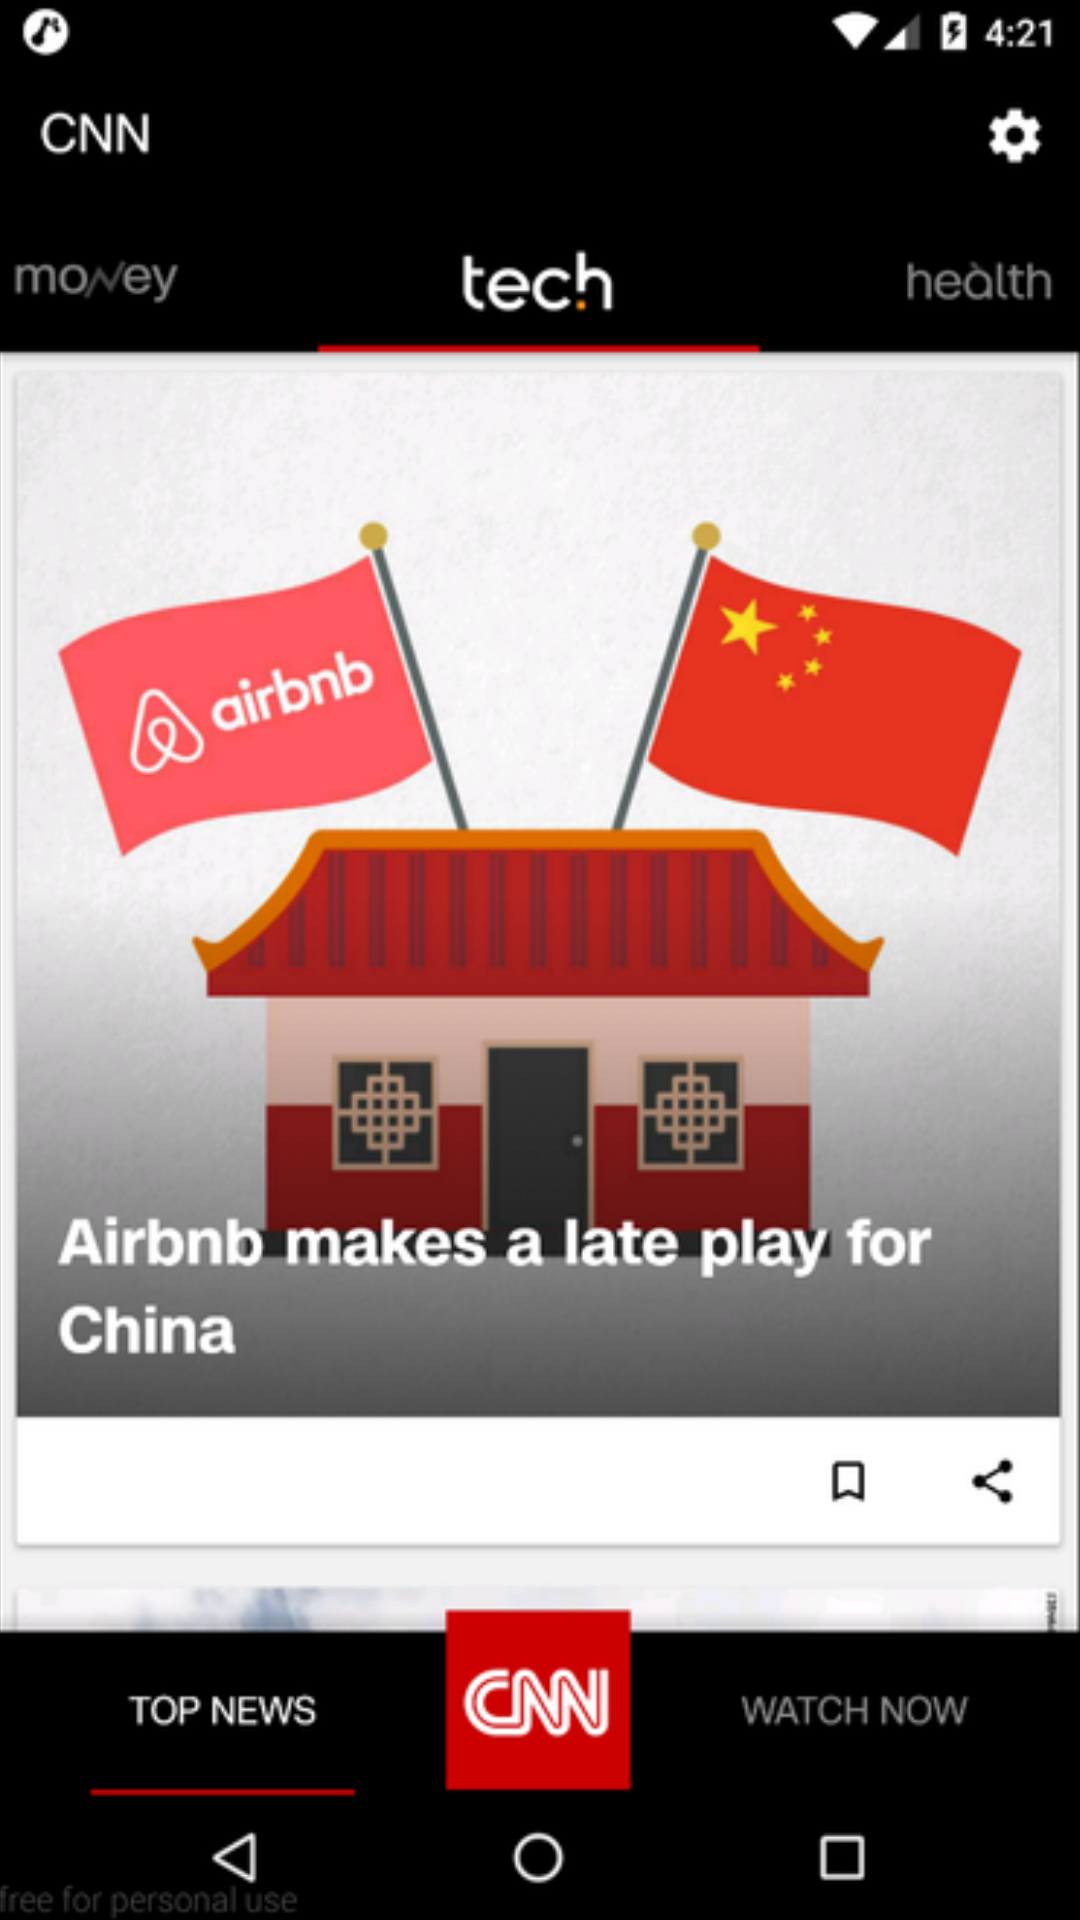 4:21
CNN
money tech health
airbnb
Airbnb makes a late play for
China
TOP NEWS CNN WATCH NOW
free for personal use